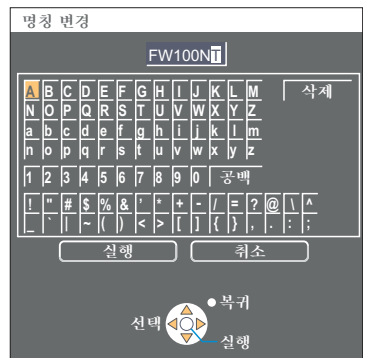 명칭 변경
FW100NT
A B C D E F G H I J K L M 삭제
N O P Q R S T U V W X Y Z
a b c d e f g h i j k l m
n o p q r s t u v w x y z
1 2 3 4 5 6 7 8 9 0 공백
! " # $ % & ' * + - / = ? @ \ ^
_ ` | ~ ( ) < > [ ] { } , . : ;
실행 취소
복귀
선택
실행